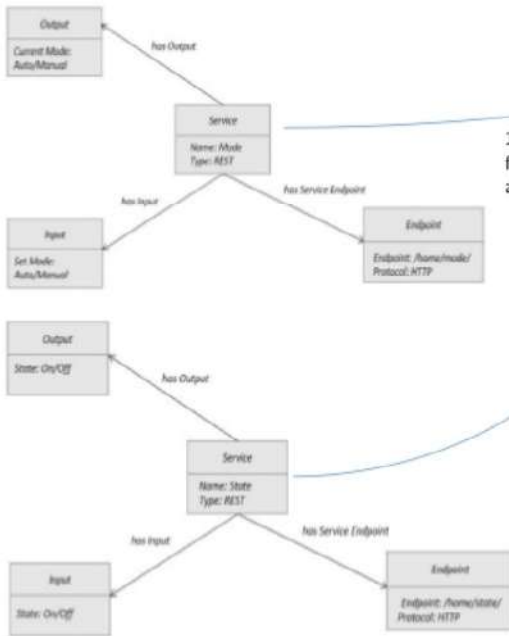 Output
Current Mode:
Auto/Manual
has Output
Service
Name: Mode
Type: REST
has Input
has Service Endpoint
Input
Set Mode:
Auto/Manual
Endpoint
Endpoint: /home/mode/
Protocol: HTTP
Output
State: On/Off
has Output
Service
Name: State
Type: REST
has Input
has Service Endpoint
Input
State: On/Off
Endpoint
Endpoint: /home/state/
Protocol: HTTP